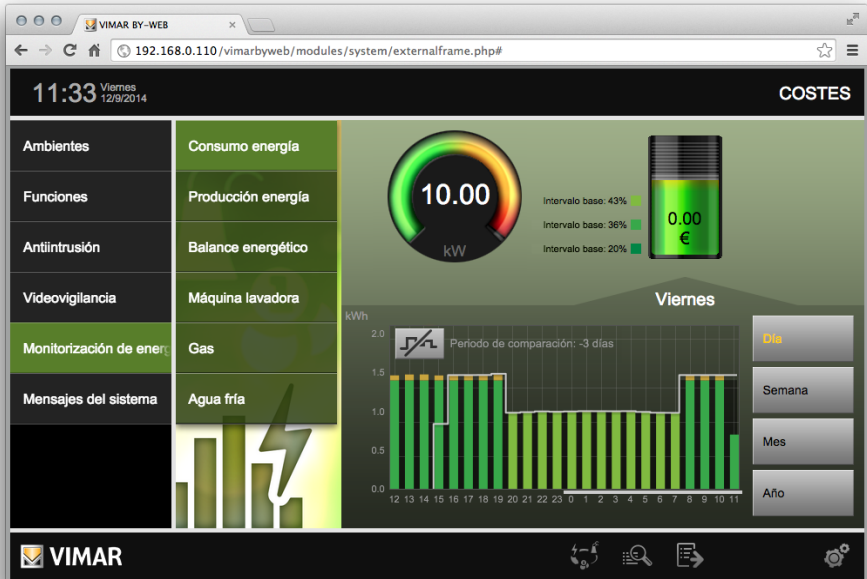 VIMAR BY-WEB
192.168.0.110/vimarbyweb/modules/system/externalframe.php#
11:33 Viernes 12/9/2014
COSTES
Ambientes
Funciones
Antiintrusión
Videovigilancia
Monitorización de energ
Mensajes del sistema
Consumo energía
Producción energía
Balance energético
Máquina lavadora
Gas
Agua fría
10.00
kW
Intervalo base: 43%
Intervalo base: 36%
Intervalo base: 20%
0.00
€
Viernes
kWh
Periodo de comparación: -3 días
2.0
1.5
1.0
0.5
0.0
12 13 14 15 16 17 18 19 20 21 22 23 0 1 2 3 4 5 6 7 8 9 10 11
Día
Semana
Mes
Año
VIMAR